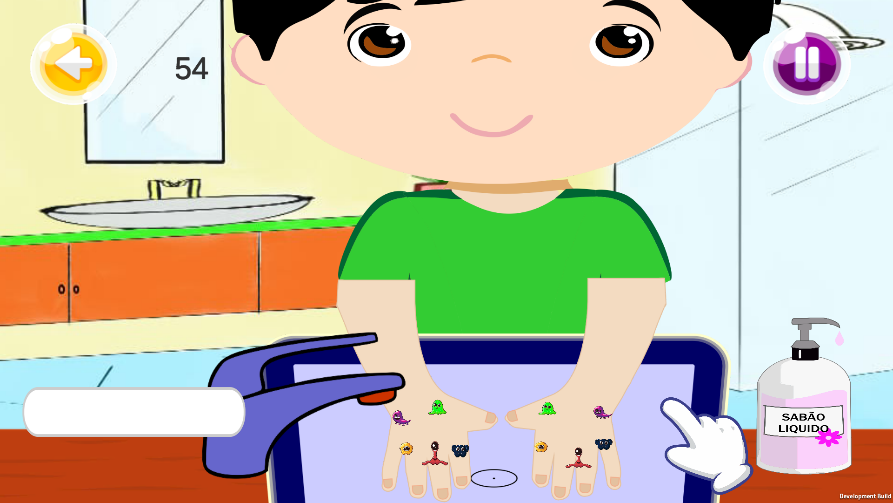 54
SABÃO
LIQUIDO
Development Build